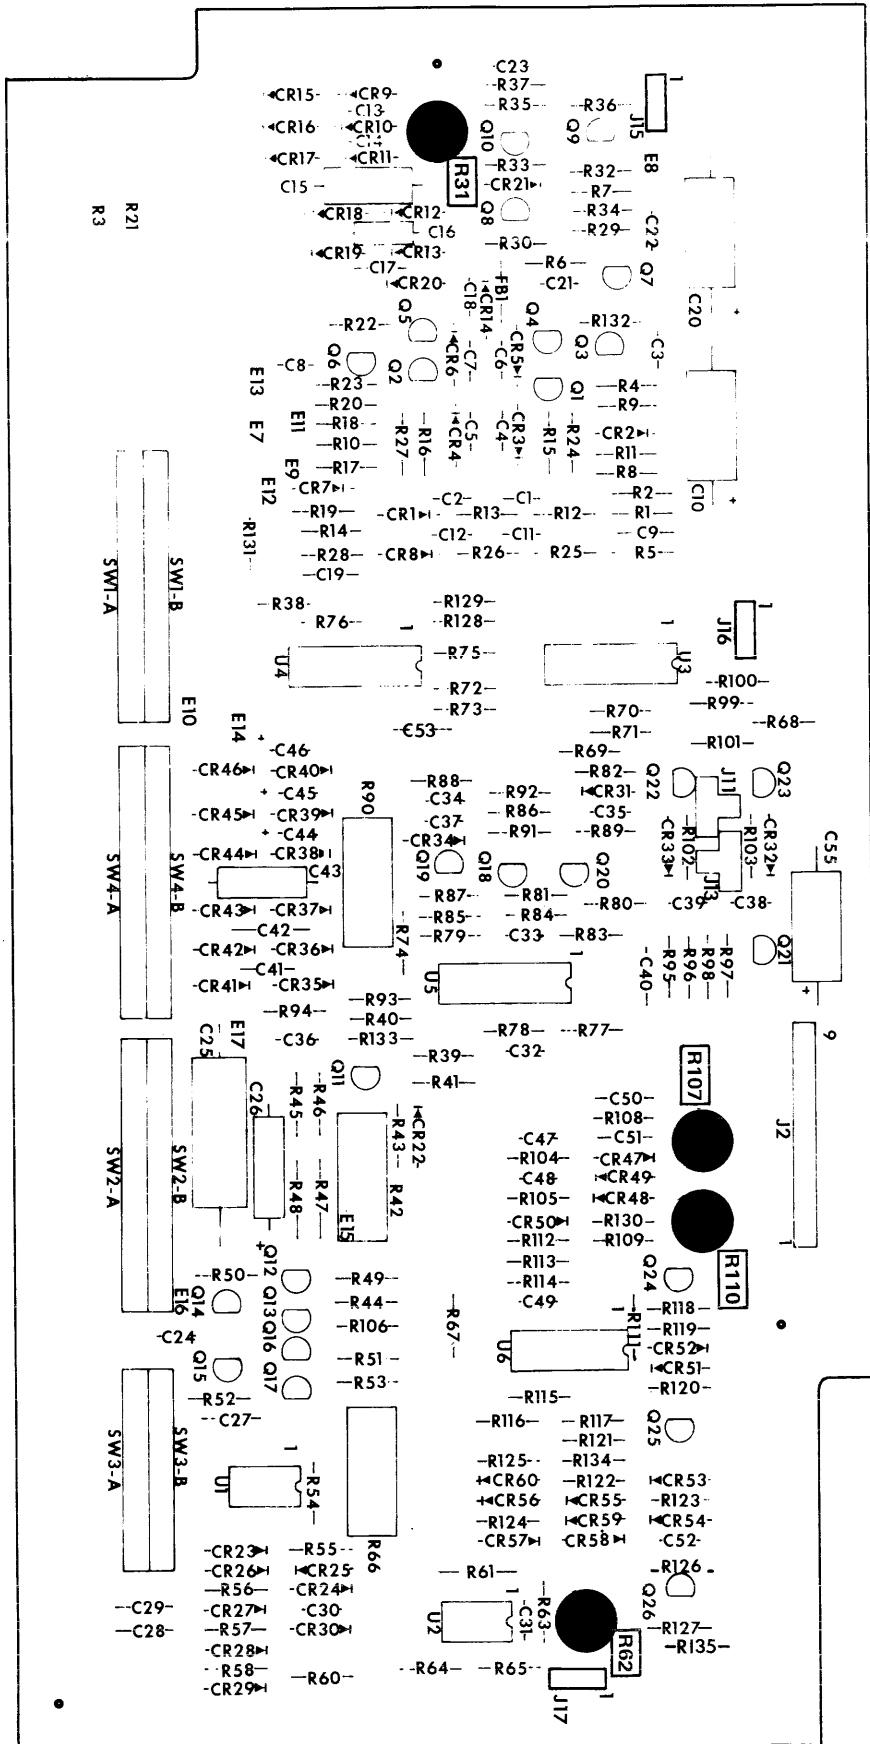 C23
CR15 CR9 R37
C13 R35 R36 1
CR16 CR10 Q10 Q9 J15
CR17 CR11 R33 R32 E8
C15 R31 CR21 R7
CR18 CR12 Q8 R34 C22
R3 R21 C16 R29
CR19 CR13 R30
C17 R6 Q7
CR20 C18 CR14 FB1 C21 C20 +
R22 Q5 Q4 R132
C8 Q6 Q2 CR6 C7 C6 CR5 Q3 C3
E13 R23 Q1 R4
R20 R9
E7 E11 R18 R27 R16 CR4 C5 C4 CR3 R15 R24 CR2
R10 R11
E9 R17 R8
E12 CR7 C2 C1 R2 C10 +
R19 CR1 R13 R12 R1
R131 R14 C12 C11 C9
R28 CR8 R26 R25 R5
C19
SW1-A SW1-B
R38 R129 1
R76 1 R128 1 J16
U4 R75 U3
R72 R100
E10 R73 R70 R99
E14 C53 R71 R68
+ C46 R69 R101
CR46 CR40 R88 R92 R82 Q22 J11 Q23
+ C45 R90 C34 CR31
CR45 CR39 R86 C35
+ C44 C37 R91 R89
CR44 CR38 CR34 CR33 R102 R103 CR32 C55
C43 Q19 Q18 Q20 J13
SW4-A SW4-B
R87 R81 R80 C39 C38
CR43 CR37 R85 R84
C42 R74 R79 C33 R83
CR42 CR36 1 Q21
C41 U5 C40 R95 R96 R98 R97
CR41 CR35 +
R94 R93
E17 R40 R78 R77 9
C25 C36 R133 C32
R39 R107
Q11 R41
C26 R45 R46 C50
R43 CR22 R108
C47 C51 J2
R104 CR47
SW2-A SW2-B
C48 CR49
R48 R47 R42 R105 CR48
CR50 R130
E15 R112 R109 1
+ R113 R110
R50 Q12 R49 R114 Q24
E16 Q14 Q13 R44 C49 R118
C24 R106 R67 1 R111 R119
Q16 U6 CR52
Q15 Q17 R51 CR51
R53 R120
R52 R115
C27 R116 R117 Q25
R121
SW3-A SW3-B
1 R125 R134
U1 R54 CR60 R122 CR53
CR56 CR55 R123
R124 CR59 CR54
CR57 CR58 C52
CR23 R55 R66
CR26 CR25 R61 R126
R56 CR24
C29 CR27 C30 U2 1 C31 R63 Q26
C28 R57 CR30 R127
CR28 R62 R135
R58 R60 R64 R65
CR29 1
J17